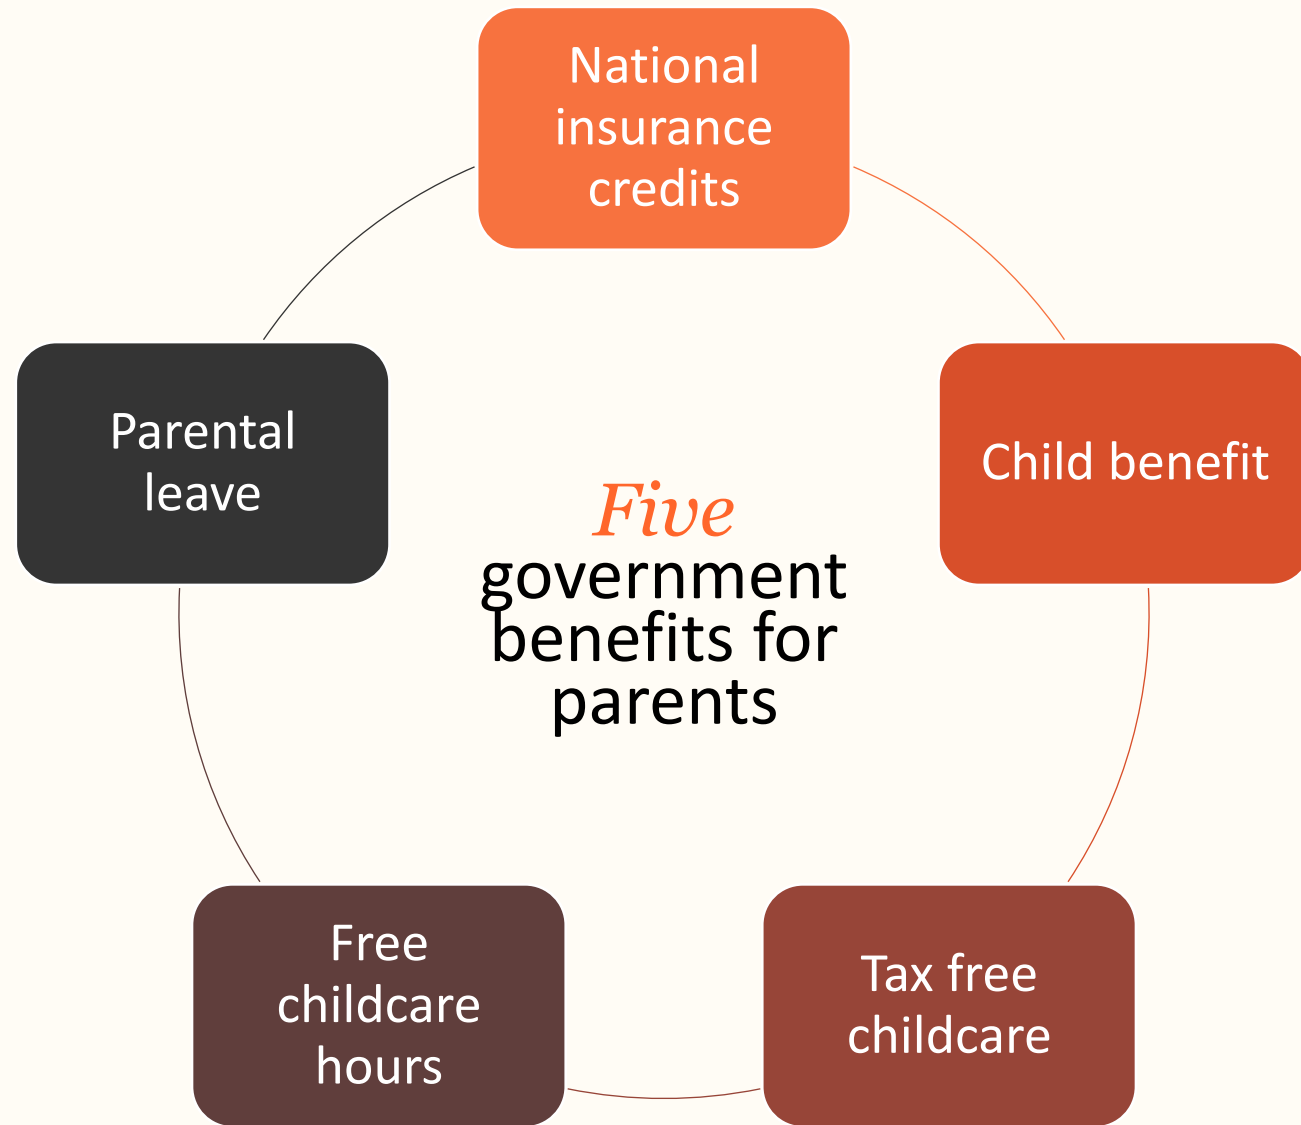 National
insurance
credits
Child benefit
Tax free
childcare
Free
childcare
hours
Parental
leave
Five
government
benefits for
parents